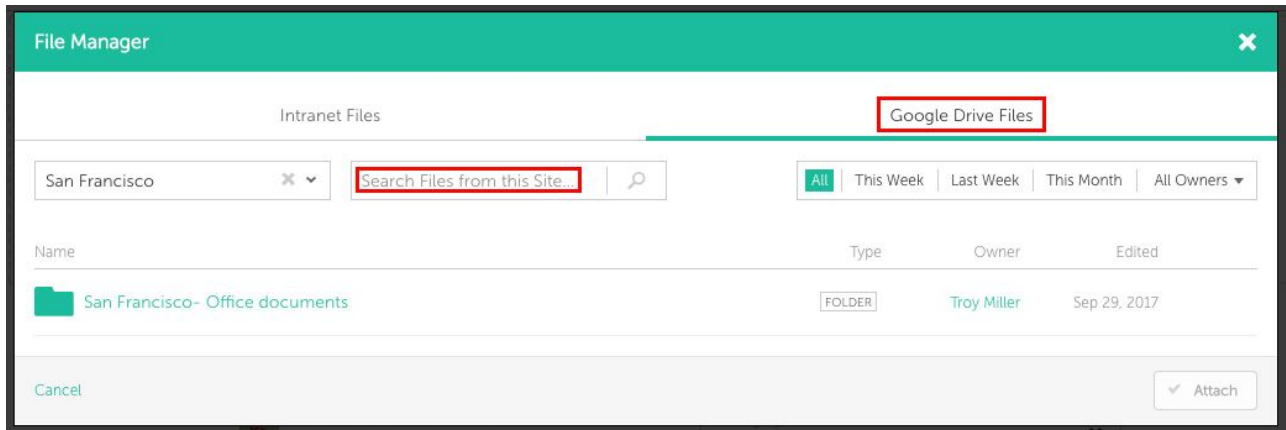 File Manager
Intranet Files
Google Drive Files
San Francisco
Search Files from this Site...
All
This Week
Last Week
This Month
All Owners
Name
Type
Owner
Edited
San Francisco- Office documents
FOLDER
Troy Miller
Sep 29, 2017
Cancel
Attach